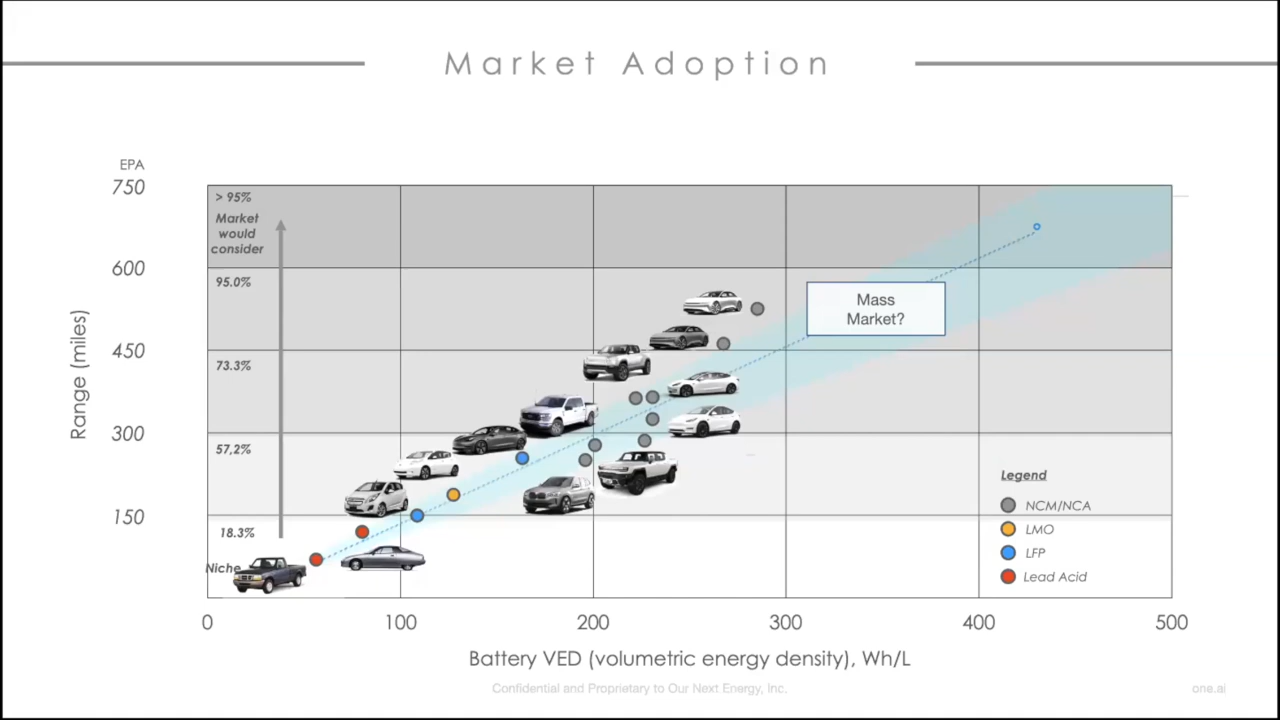 Market Adoption
EPA
750
600
450
300
150
Range (miles)
> 95%
Market
would
consider
95.0%
73.3%
57,2%
18.3%
Niche
Mass
Market?
Legend
NCM/NCA
LMO
LFP
Lead Acid
0
100
200
300
400
500
Battery VED (volumetric energy density), Wh/L
Confidential and Proprietary to Our Next Energy, Inc.
one.ai